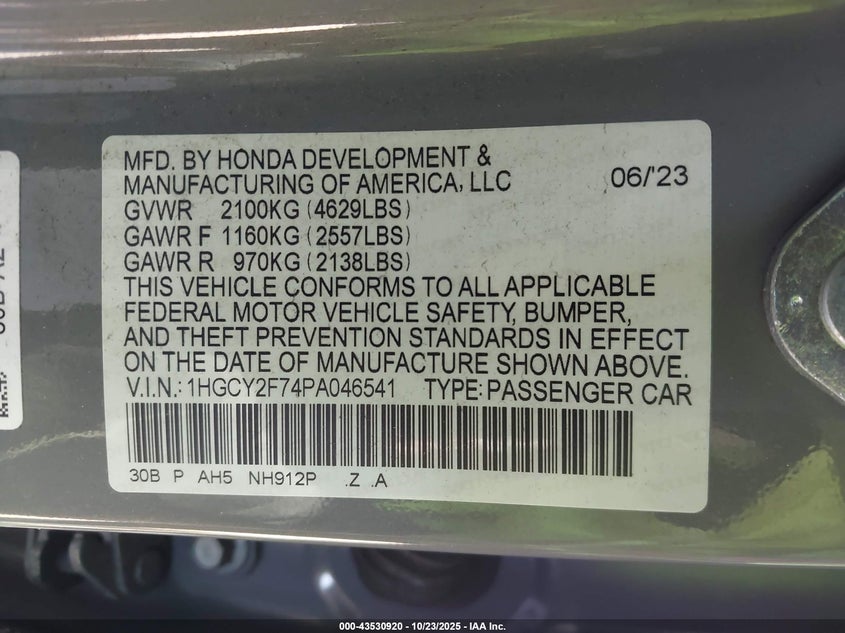 MFD. BY HONDA DEVELOPMENT &
MANUFACTURING OF AMERICA, LLC 06/'23
GVWR 2100KG (4629LBS)
GAWR F 1160KG (2557LBS)
GAWR R 970KG (2138LBS)
THIS VEHICLE CONFORMS TO ALL APPLICABLE
FEDERAL MOTOR VEHICLE SAFETY, BUMPER,
AND THEFT PREVENTION STANDARDS IN EFFECT
ON THE DATE OF MANUFACTURE SHOWN ABOVE.
V.I.N.: 1HGCY2F74PA046541 TYPE: PASSENGER CAR
30B P AH5 NH912P .Z .A
000-43530920 - 10/23/2025 - IAA Inc.